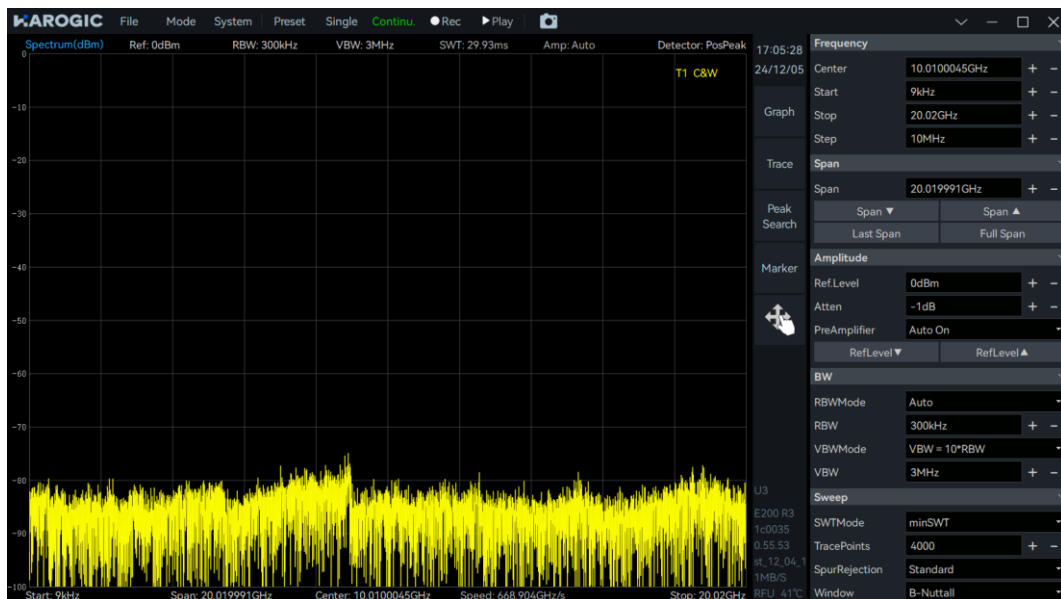 HAROGIC File Mode System Preset Single Continu. Rec Play
Spectrum(dBm) Ref: 0dBm RBW: 300kHz VBW: 3MHz SWT: 29.93ms Amp: Auto Detector: PosPeak
T1 C&W
0
-10
-20
-30
-40
-50
-60
-70
-80
-90
-100
Start: 9kHz Span: 20.019991GHz Center: 10.0100045GHz Speed: 668.904GHz/s Stop: 20.02GHz
17:05:28
24/12/05
Graph
Trace
Peak
Search
Marker
U3
E200 R3
1c0035
0.55.53
st_12_04_1
1MB/S
RFU 41℃
Frequency
Center 10.0100045GHz + -
Start 9kHz + -
Stop 20.02GHz + -
Step 10MHz + -
Span
Span 20.019991GHz + -
Span ▼ Span ▲
Last Span Full Span
Amplitude
Ref.Level 0dBm + -
Atten -1dB + -
PreAmplifier Auto On
RefLevel▼ RefLevel▲
BW
RBWMode Auto
RBW 300kHz + -
VBWMode VBW = 10*RBW
VBW 3MHz + -
Sweep
SWTMode minSWT
TracePoints 4000 + -
SpurRejection Standard
Window B-Nuttall